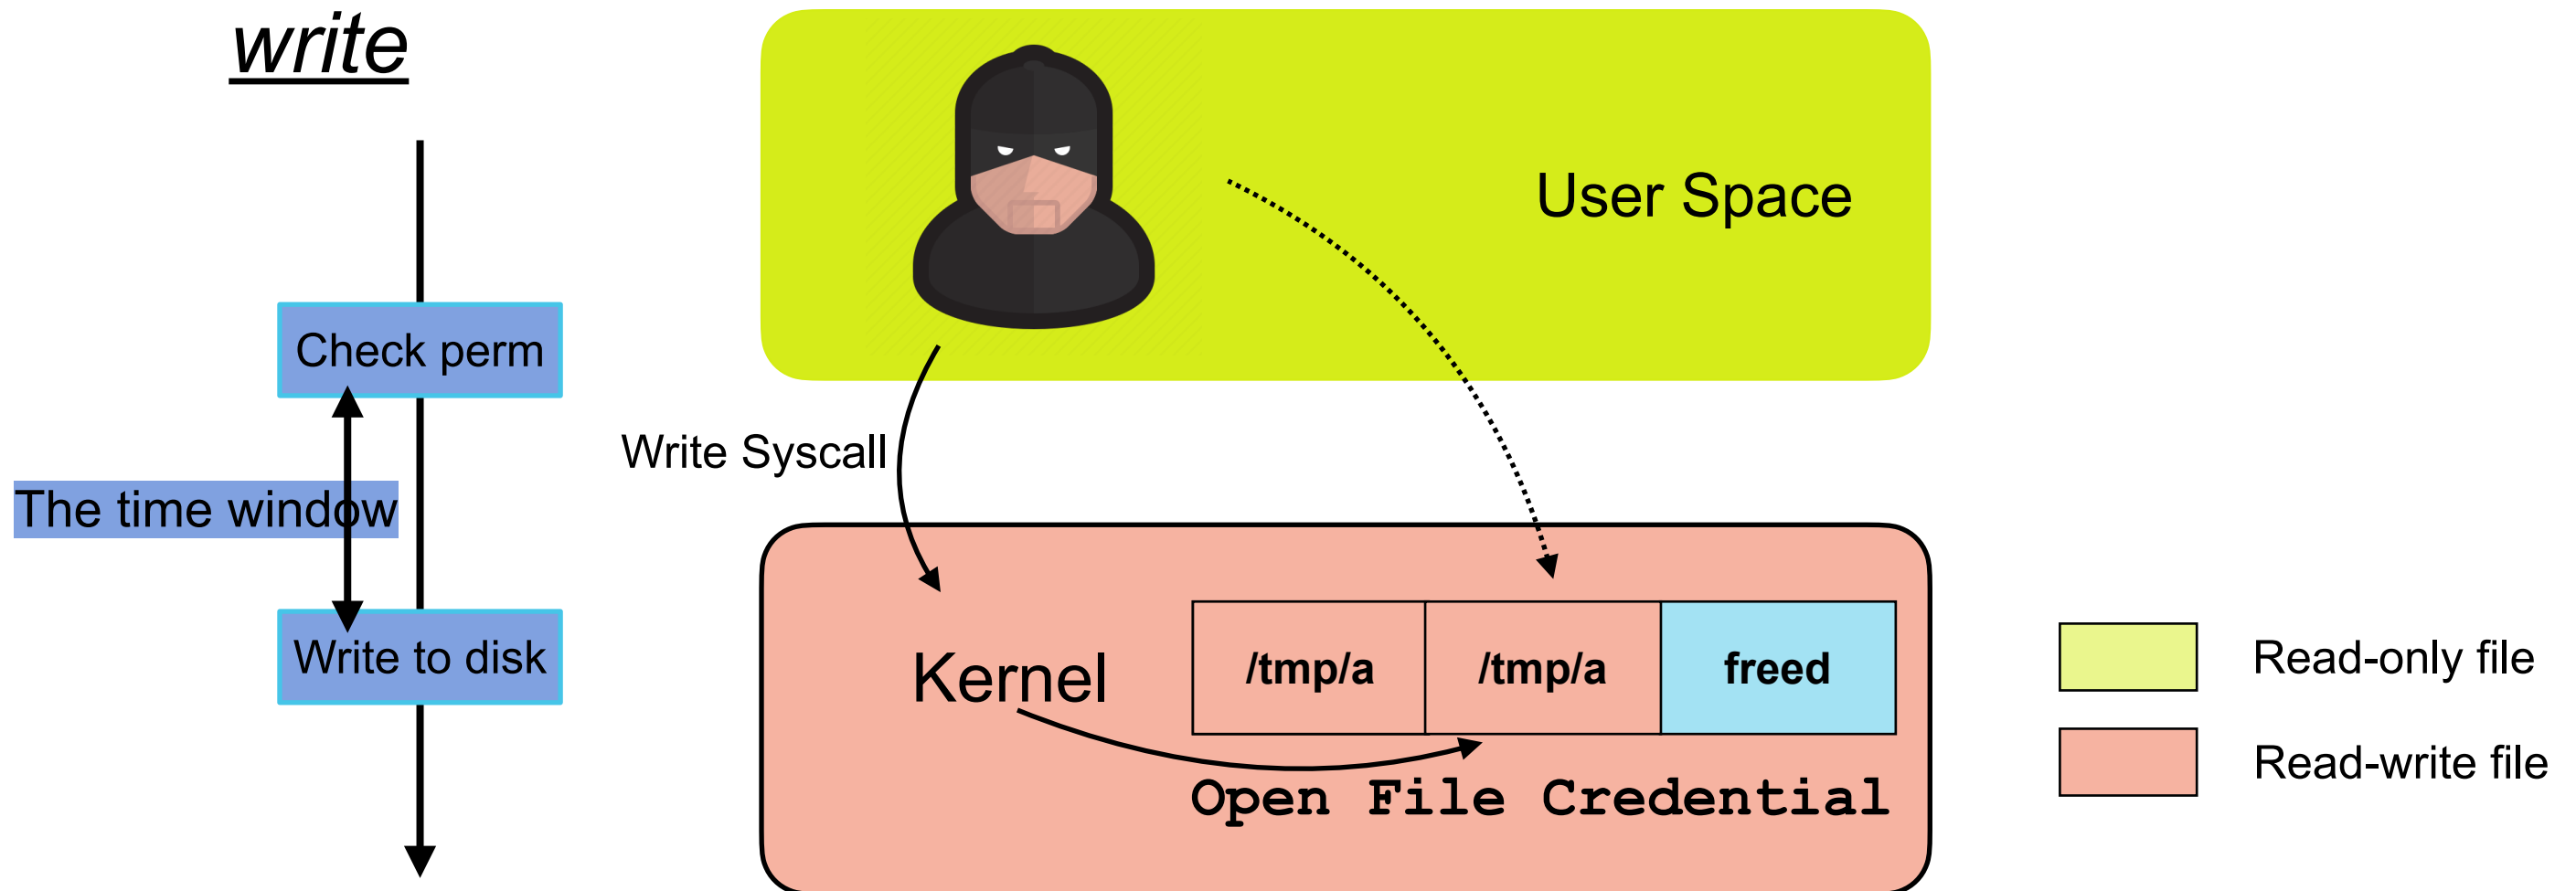 write
Check perm
The time window
Write to disk
User Space
Write Syscall
Kernel
/tmp/a
/tmp/a
freed
Open File Credential
Read-only file
Read-write file